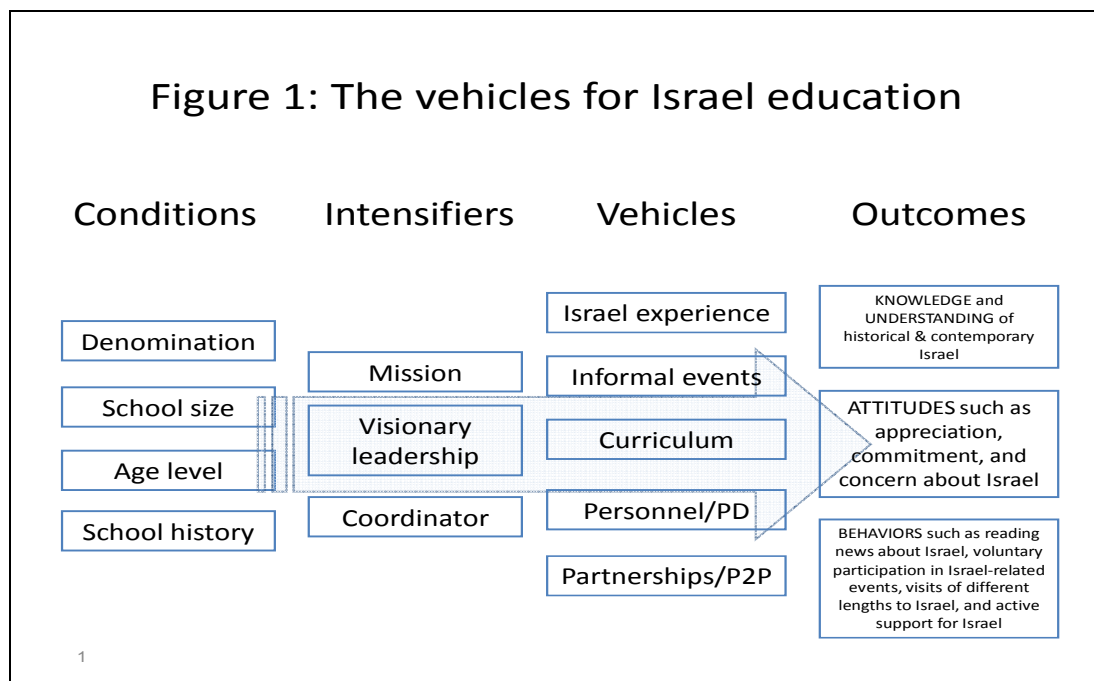 Figure 1: The vehicles for Israel education
Conditions
Intensifiers
Vehicles
Outcomes
Denomination
School size
Age level
School history
Mission
Visionary
leadership
Coordinator
Israel experience
Informal events
Curriculum
Personnel/PD
Partnerships/P2P
KNOWLEDGE and
UNDERSTANDING of
historical & contemporary
Israel
ATTITUDES such as
appreciation,
commitment, and
concern about Israel
BEHAVIORS such as reading
news about Israel, voluntary
participation in Israel-related
events, visits of different
lengths to Israel, and active
support for Israel
1